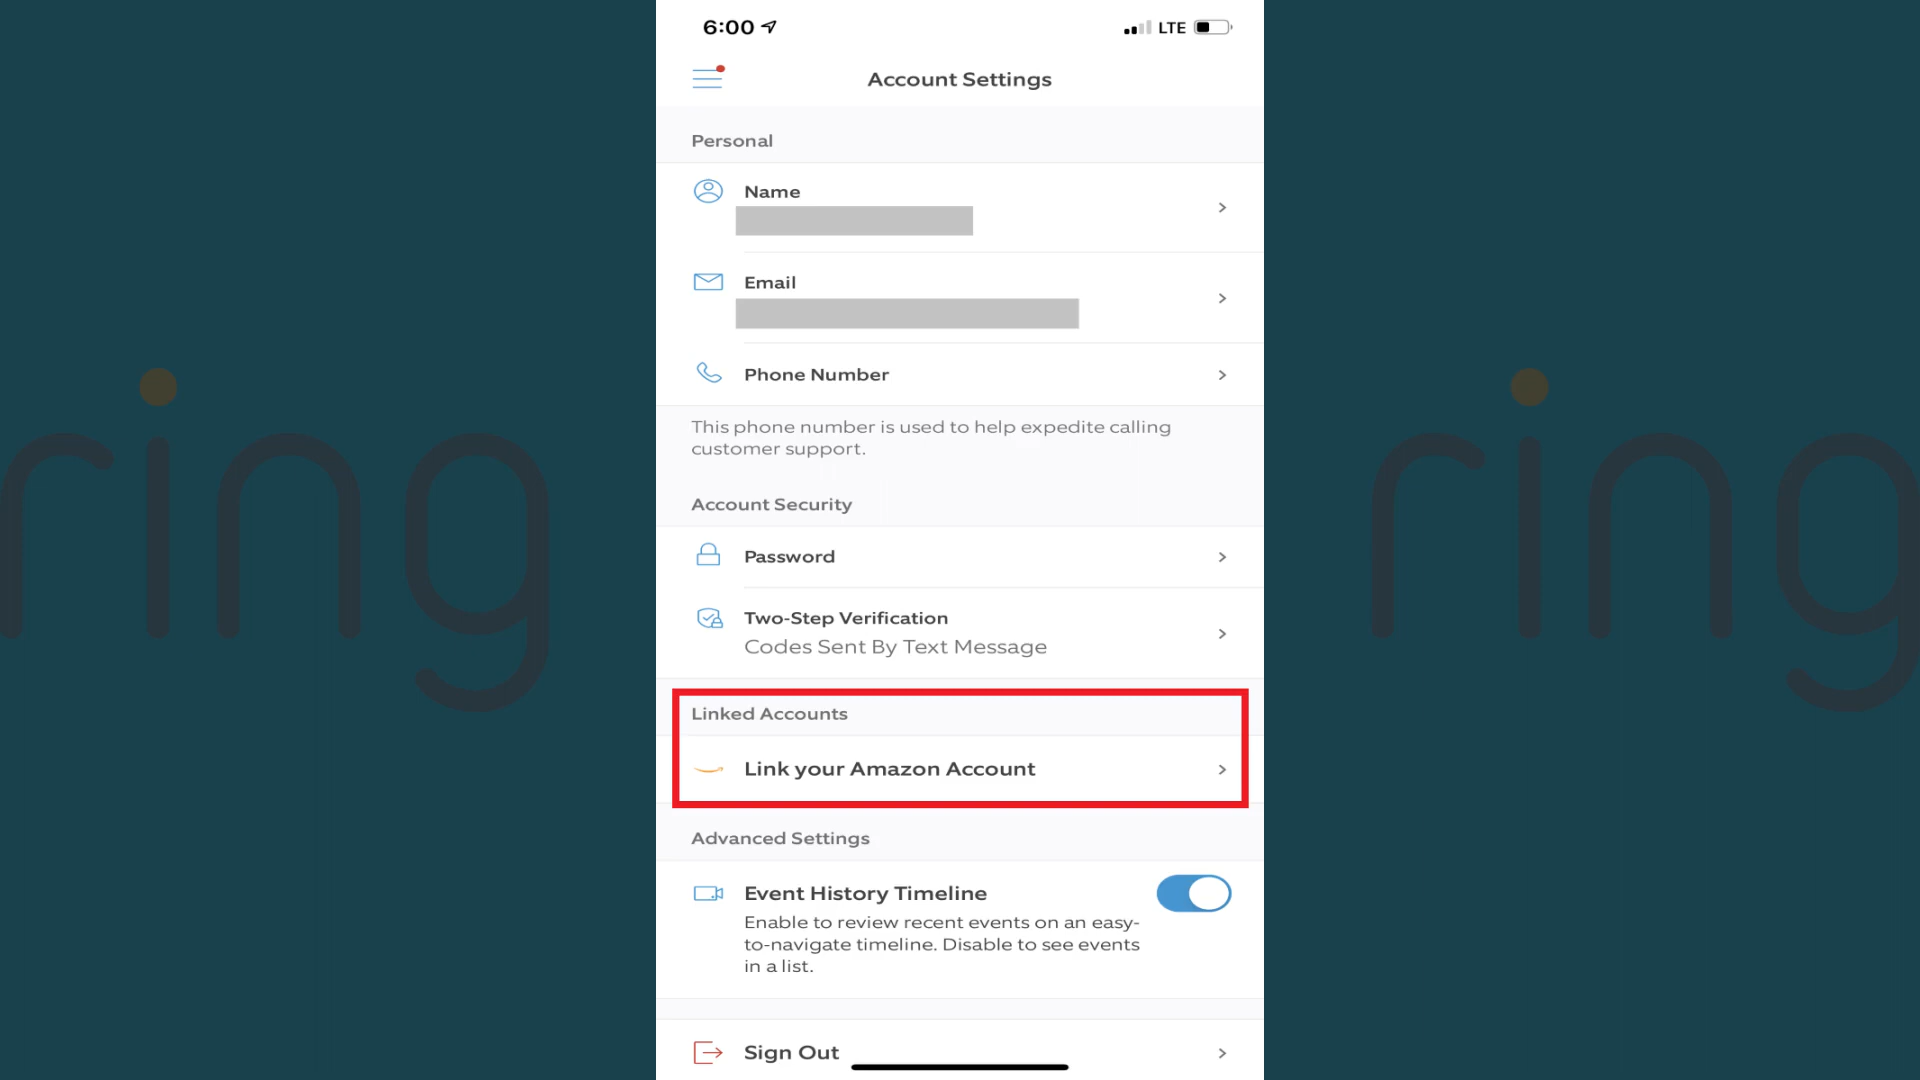 6:00
LTE
Account Settings
Personal
Name
Email
Phone Number
This phone number is used to help expedite calling
customer support.
Account Security
Password
Two-Step Verification
Codes Sent By Text Message
Linked Accounts
Link your Amazon Account
Advanced Settings
Event History Timeline
Enable to review recent events on an easy-
to-navigate timeline. Disable to see events
in a list.
Sign Out
ring
ring